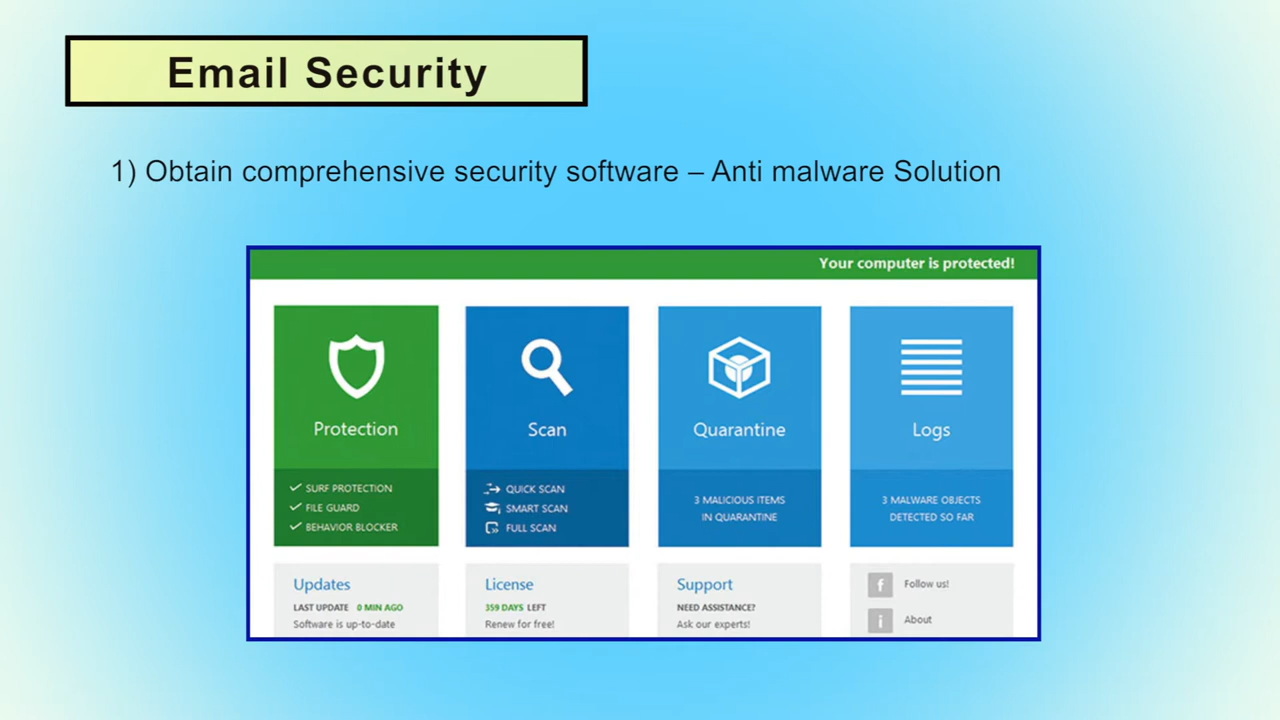 Email Security
1) Obtain comprehensive security software – Anti malware Solution
Your computer is protected!
Protection
SURF PROTECTION
FILE GUARD
BEHAVIOR BLOCKER
Scan
QUICK SCAN
SMART SCAN
FULL SCAN
Quarantine
3 MALICIOUS ITEMS
IN QUARANTINE
Logs
3 MALWARE OBJECTS
DETECTED SO FAR
Updates
LAST UPDATE 0 MIN AGO
Software is up-to-date
License
359 DAYS LEFT
Renew for free!
Support
NEED ASSISTANCE?
Ask our experts!
Follow us!
About